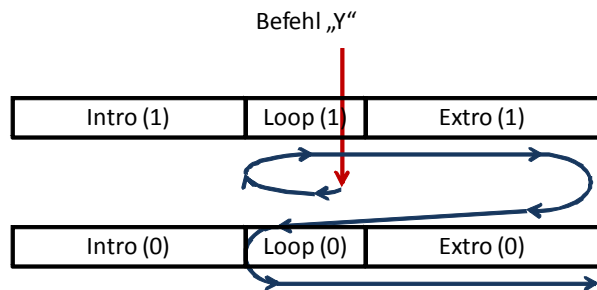 Befehl „Y“
Intro (1) Loop (1) Extro (1)
Intro (0) Loop (0) Extro (0)